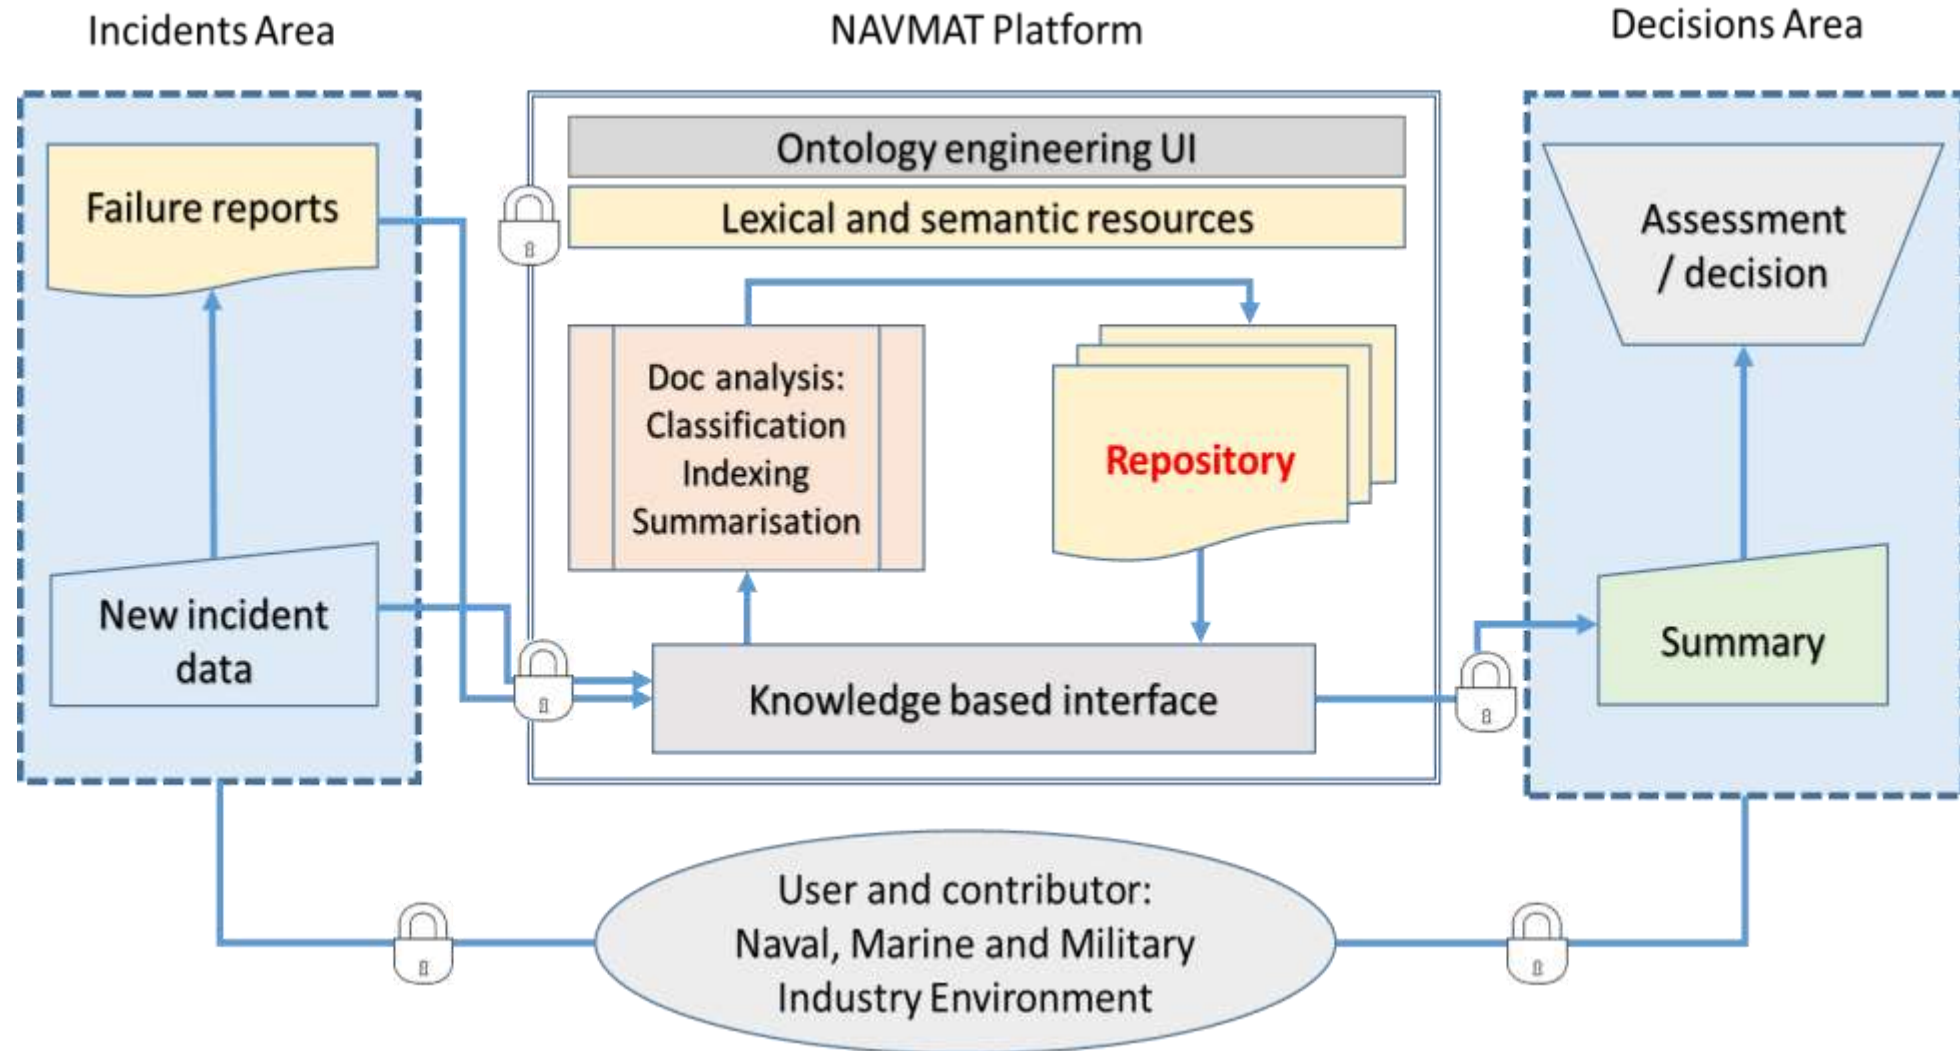 Incidents Area
NAVMAT Platform
Decisions Area
Failure reports
New incident
data
Ontology engineering UI
Lexical and semantic resources
Doc analysis:
Classification
Indexing
Summarisation
Repository
Knowledge based interface
Assessment
/ decision
Summary
User and contributor:
Naval, Marine and Military
Industry Environment